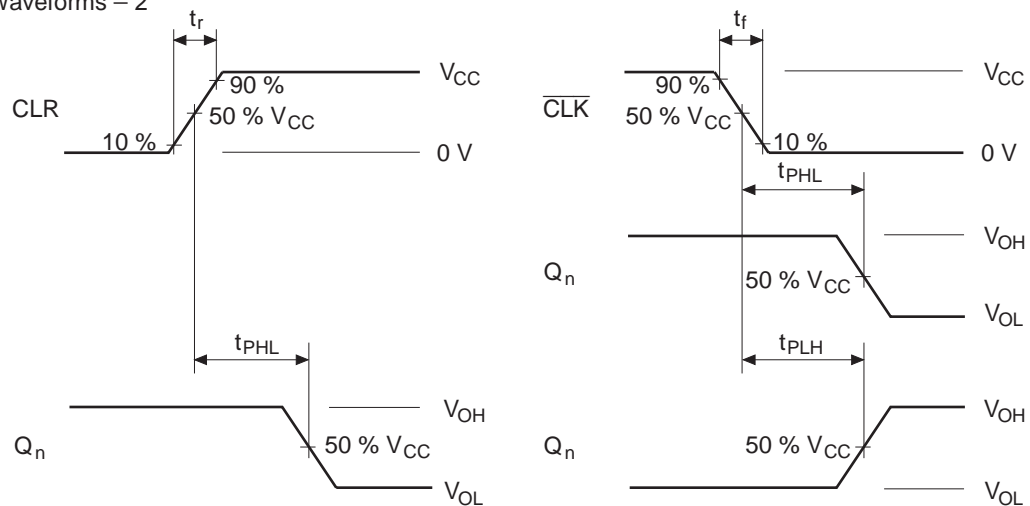 Waveforms – 2
tr
VCC
90 %
CLR
50 % VCC
10 %
0 V
tPHL
VOH
Qn
50 % VCC
VOL
tf
VCC
90 %
CLK
50 % VCC
10 %
0 V
tPHL
VOH
Qn
50 % VCC
VOL
tPLH
VOH
Qn
50 % VCC
VOL